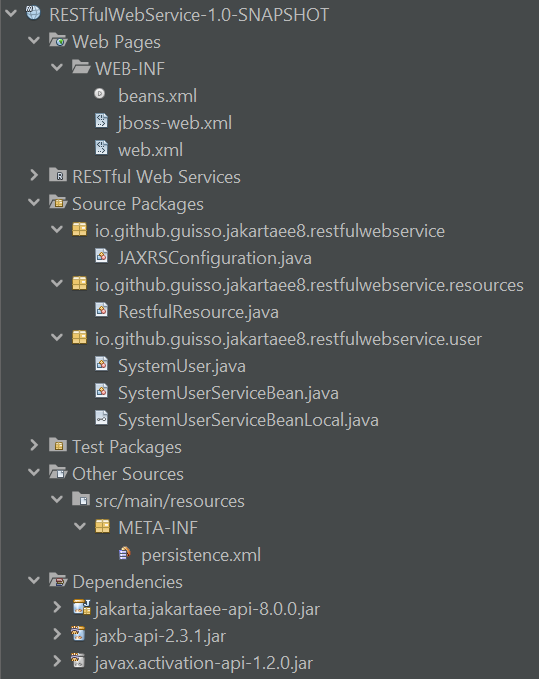 RESTfulWebService-1.0-SNAPSHOT
Web Pages
WEB-INF
beans.xml
jboss-web.xml
web.xml
RESTful Web Services
Source Packages
io.github.guisso.jakartaee8.restfulwebservice
JAXRSConfiguration.java
io.github.guisso.jakartaee8.restfulwebservice.resources
RestfulResource.java
io.github.guisso.jakartaee8.restfulwebservice.user
SystemUser.java
SystemUserServiceBean.java
SystemUserServiceBeanLocal.java
Test Packages
Other Sources
src/main/resources
META-INF
persistence.xml
Dependencies
jakarta.jakartaee-api-8.0.0.jar
jaxb-api-2.3.1.jar
javax.activation-api-1.2.0.jar